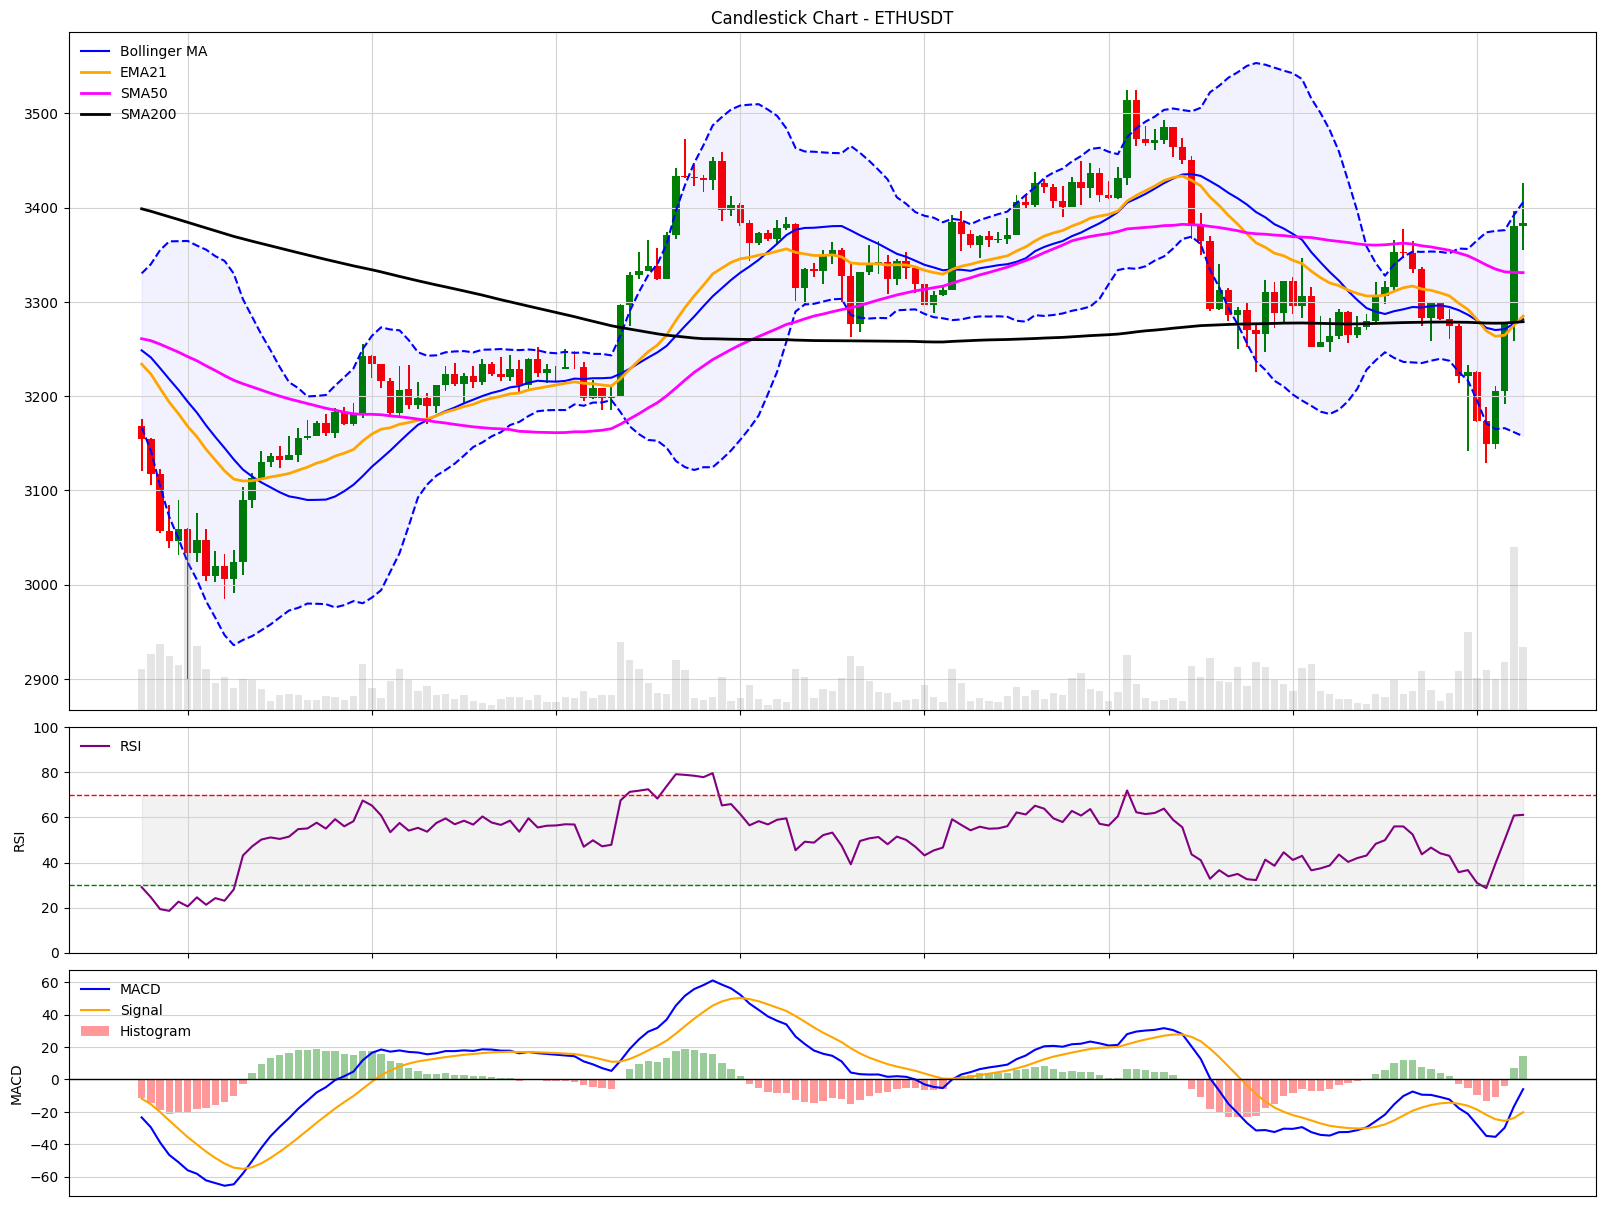 Candlestick Chart - ETHUSDT
Bollinger MA
EMA21
SMA50
SMA200
3500
3400
3300
3200
3100
3000
2900
RSI
100
80
60
40
20
0
RSI
MACD
Signal
Histogram
60
40
20
0
−20
−40
−60
MACD